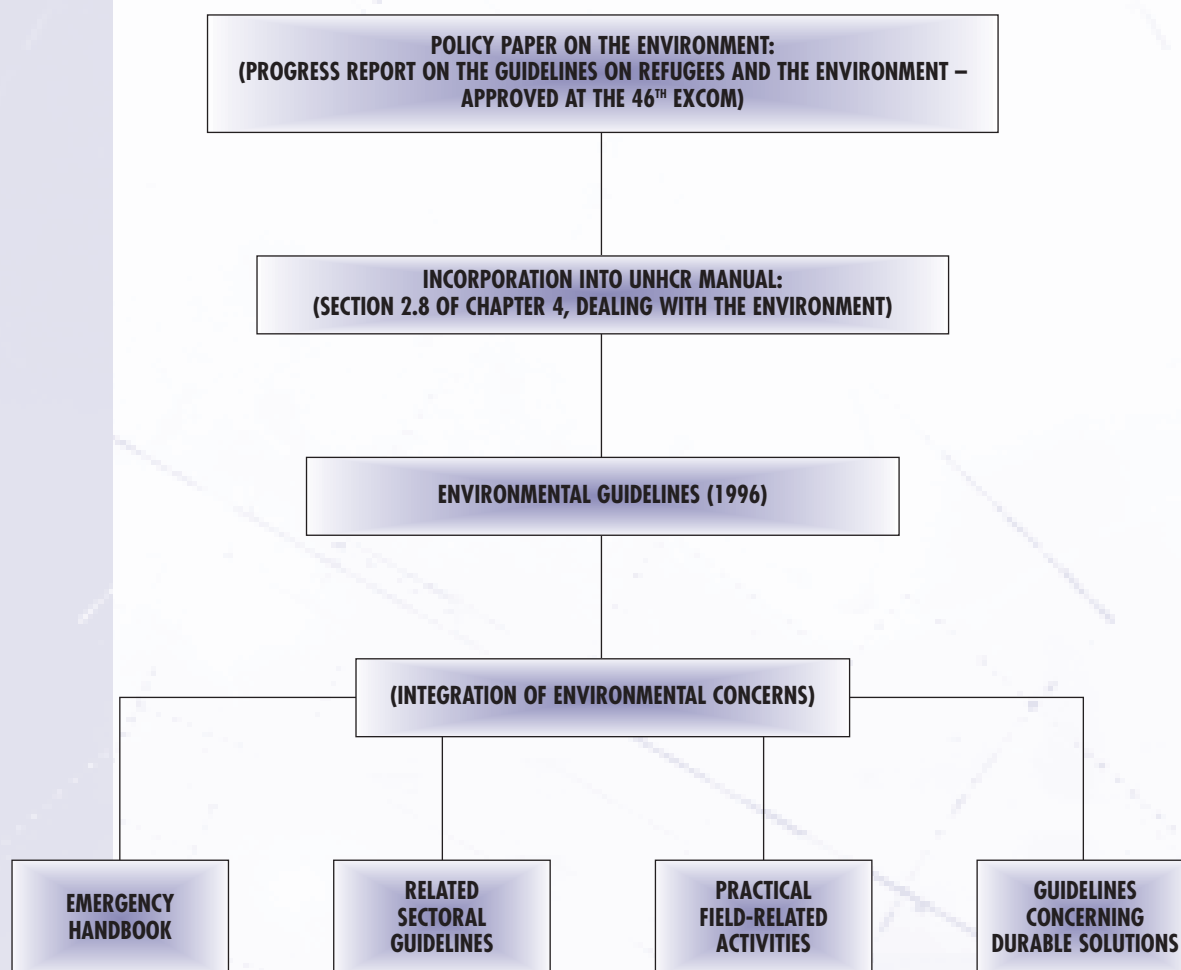 POLICY PAPER ON THE ENVIRONMENT:
(PROGRESS REPORT ON THE GUIDELINES ON REFUGEES AND THE ENVIRONMENT –
APPROVED AT THE 46TH EXCOM)
INCORPORATION INTO UNHCR MANUAL:
(SECTION 2.8 OF CHAPTER 4, DEALING WITH THE ENVIRONMENT)
ENVIRONMENTAL GUIDELINES (1996)
(INTEGRATION OF ENVIRONMENTAL CONCERNS)
EMERGENCY
HANDBOOK
RELATED
SECTORAL
GUIDELINES
PRACTICAL
FIELD-RELATED
ACTIVITIES
GUIDELINES
CONCERNING
DURABLE SOLUTIONS